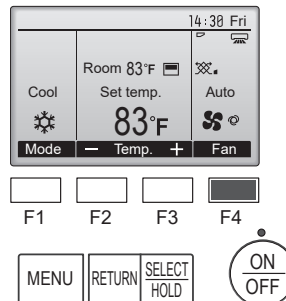 14:30 Fri
Room 83°F
Cool Set temp. Auto
83°F
Mode — Temp. + Fan
F1 F2 F3 F4
MENU RETURN SELECT HOLD ON OFF